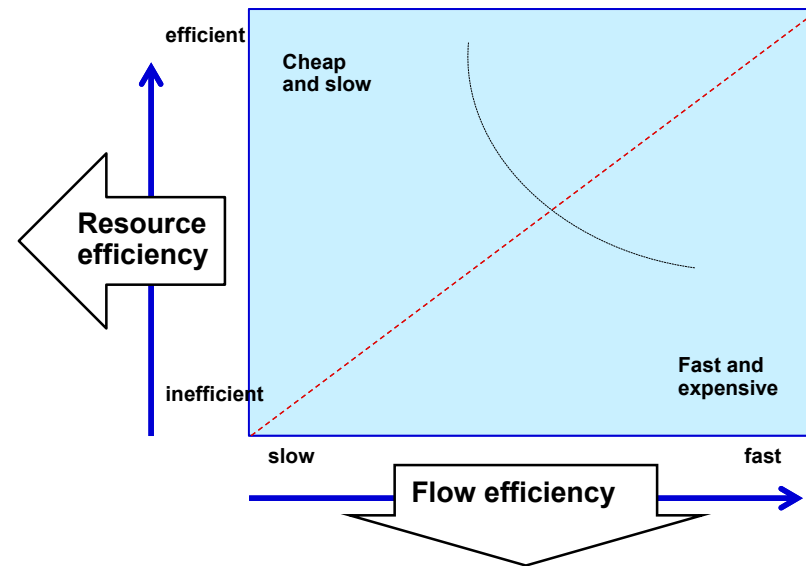 efficient
Cheap
and slow
Resource
efficiency
Fast and
expensive
inefficient
slow
fast
Flow efficiency